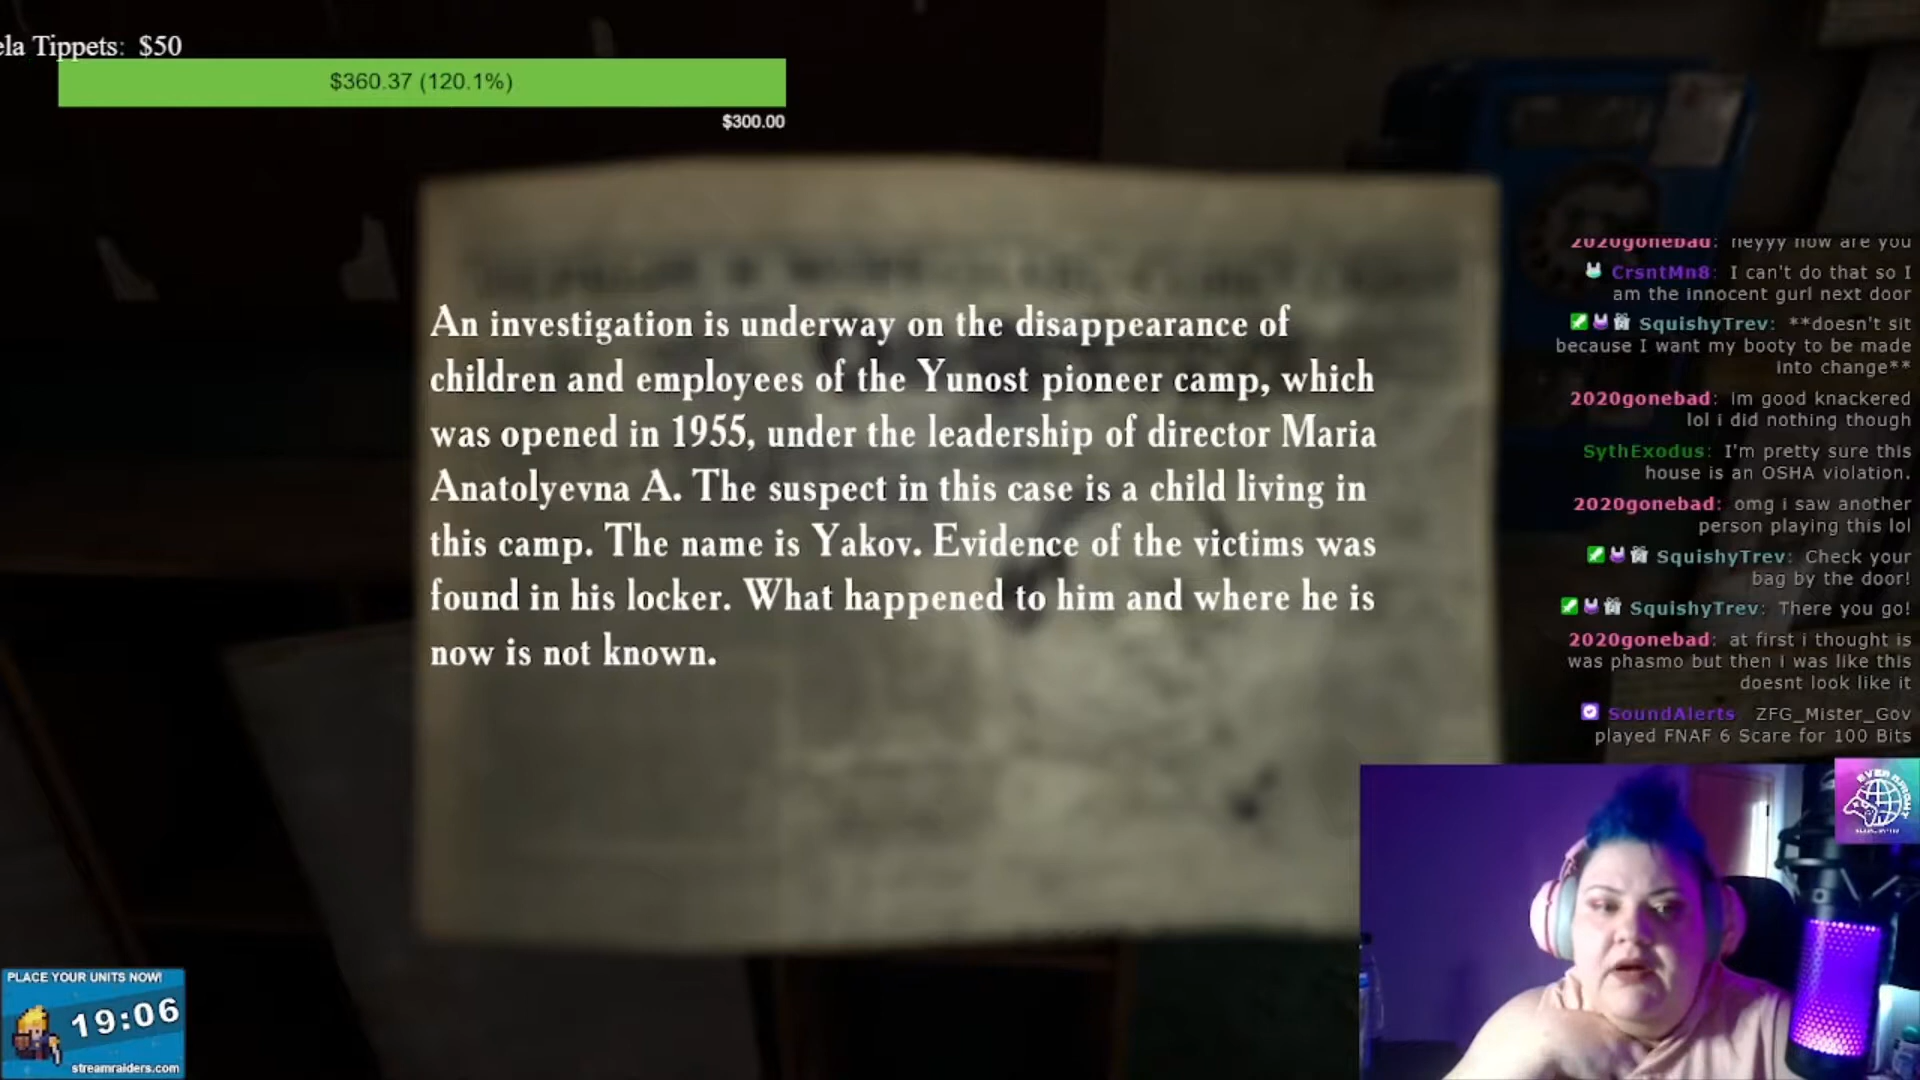 ela Tippets: $50
$360.37 (120.1%)
$300.00
An investigation is underway on the disappearance of
children and employees of the Yunost pioneer camp, which
was opened in 1955, under the leadership of director Maria
Anatolyevna A. The suspect in this case is a child living in
this camp. The name is Yakov. Evidence of the victims was
found in his locker. What happened to him and where he is
now is not known.
2020gonebad: heyyy how are you
CrsntMn8: I can't do that so I
am the innocent gurl next door
SquishyTrev: **doesn't sit
because I want my booty to be made
into change**
2020gonebad: im good knackered
lol i did nothing though
SythExodus: I'm pretty sure this
house is an OSHA violation.
2020gonebad: omg i saw another
person playing this lol
SquishyTrev: Check your
bag by the door!
SquishyTrev: There you go!
2020gonebad: at first i thought is
was phasmo but then i was like this
doesnt look like it
SoundAlerts ZFG_Mister_Gov
played FNAF 6 Scare for 100 Bits
PLACE YOUR UNITS NOW!
19:06
streamraiders.com